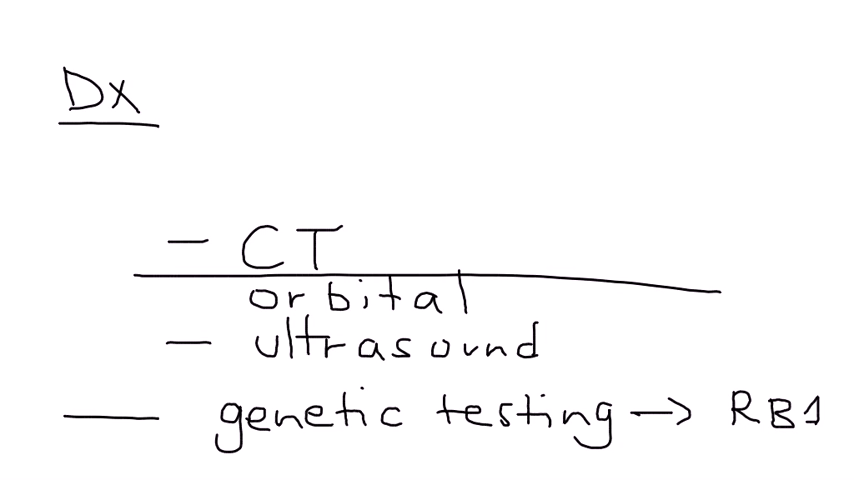 Dx
— CT
orbital
— ultrasound
— genetic testing → RB1